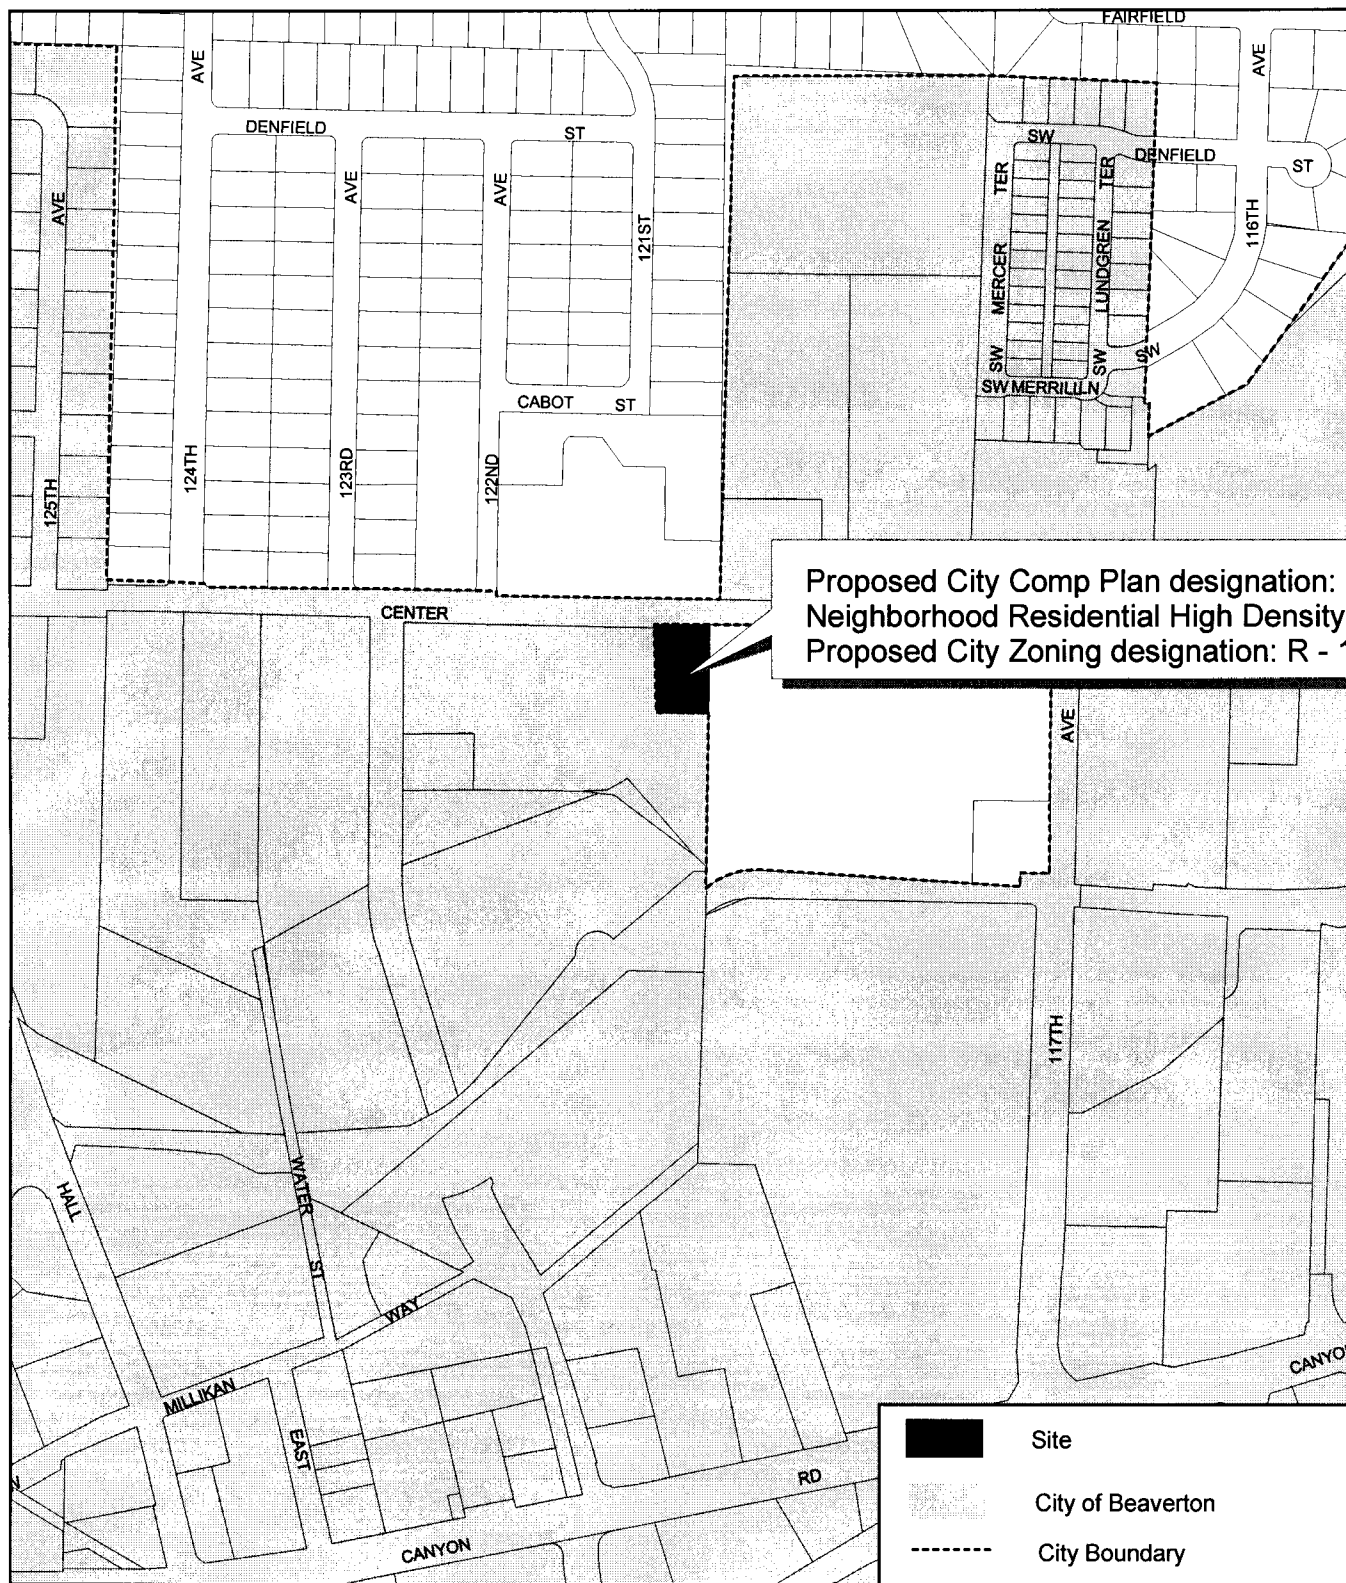 FAIRFIELD
AVE
AVE
DENFIELD
ST
SW
DENFIELD
ST
AVE
AVE
AVE
TER
TER
121ST
116TH
MERCER
LUNDGREN
SW
SW
SW
SW MERRILL LN
CABOT
ST
125TH
124TH
123RD
122ND
CENTER
Proposed City Comp Plan designation:
Neighborhood Residential High Density
Proposed City Zoning designation: R - 1
AVE
117TH
HALL
WATER
ST
WAY
MILLIKAN
EAST
CANYON
RD
CANYO
Site
City of Beaverton
City Boundary